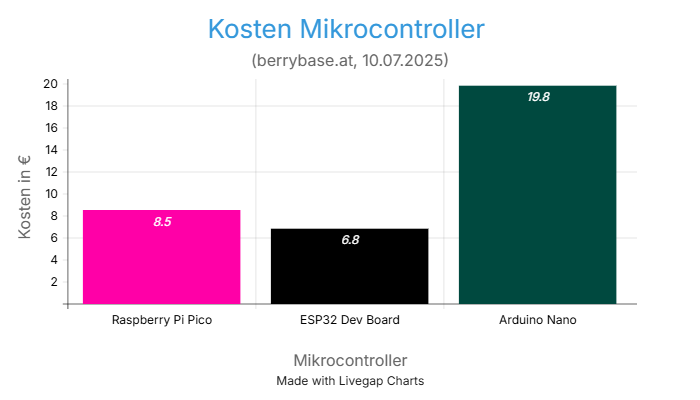 Kosten Mikrocontroller
(berrybase.at, 10.07.2025)
Kosten in €
20
18
16
14
12
10
8
6
4
2
8.5
6.8
19.8
Raspberry Pi Pico
ESP32 Dev Board
Arduino Nano
Mikrocontroller
Made with Livegap Charts